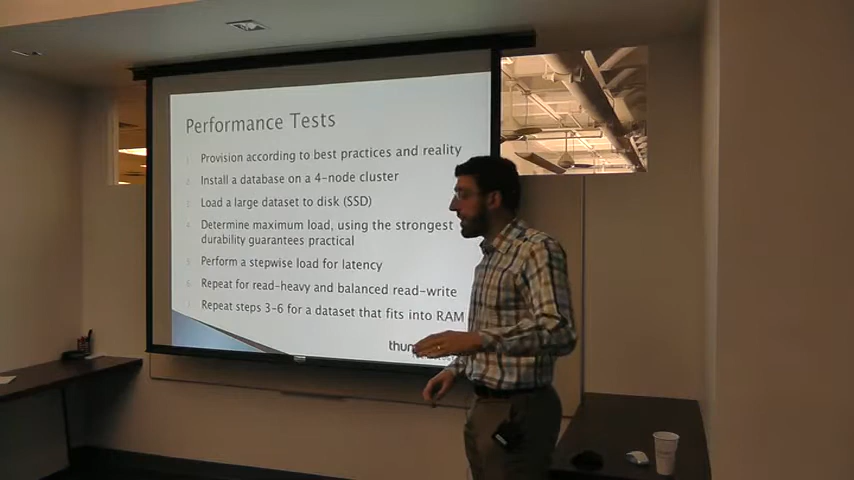 Performance Tests
1. Provision according to best practices and reality
2. Install a database on a 4-node cluster
3. Load a large dataset to disk (SSD)
4. Determine maximum load, using the strongest
durability guarantees practical
5. Perform a stepwise load for latency
6. Repeat for read-heavy and balanced read-write
7. Repeat steps 3-6 for a dataset that fits into RAM